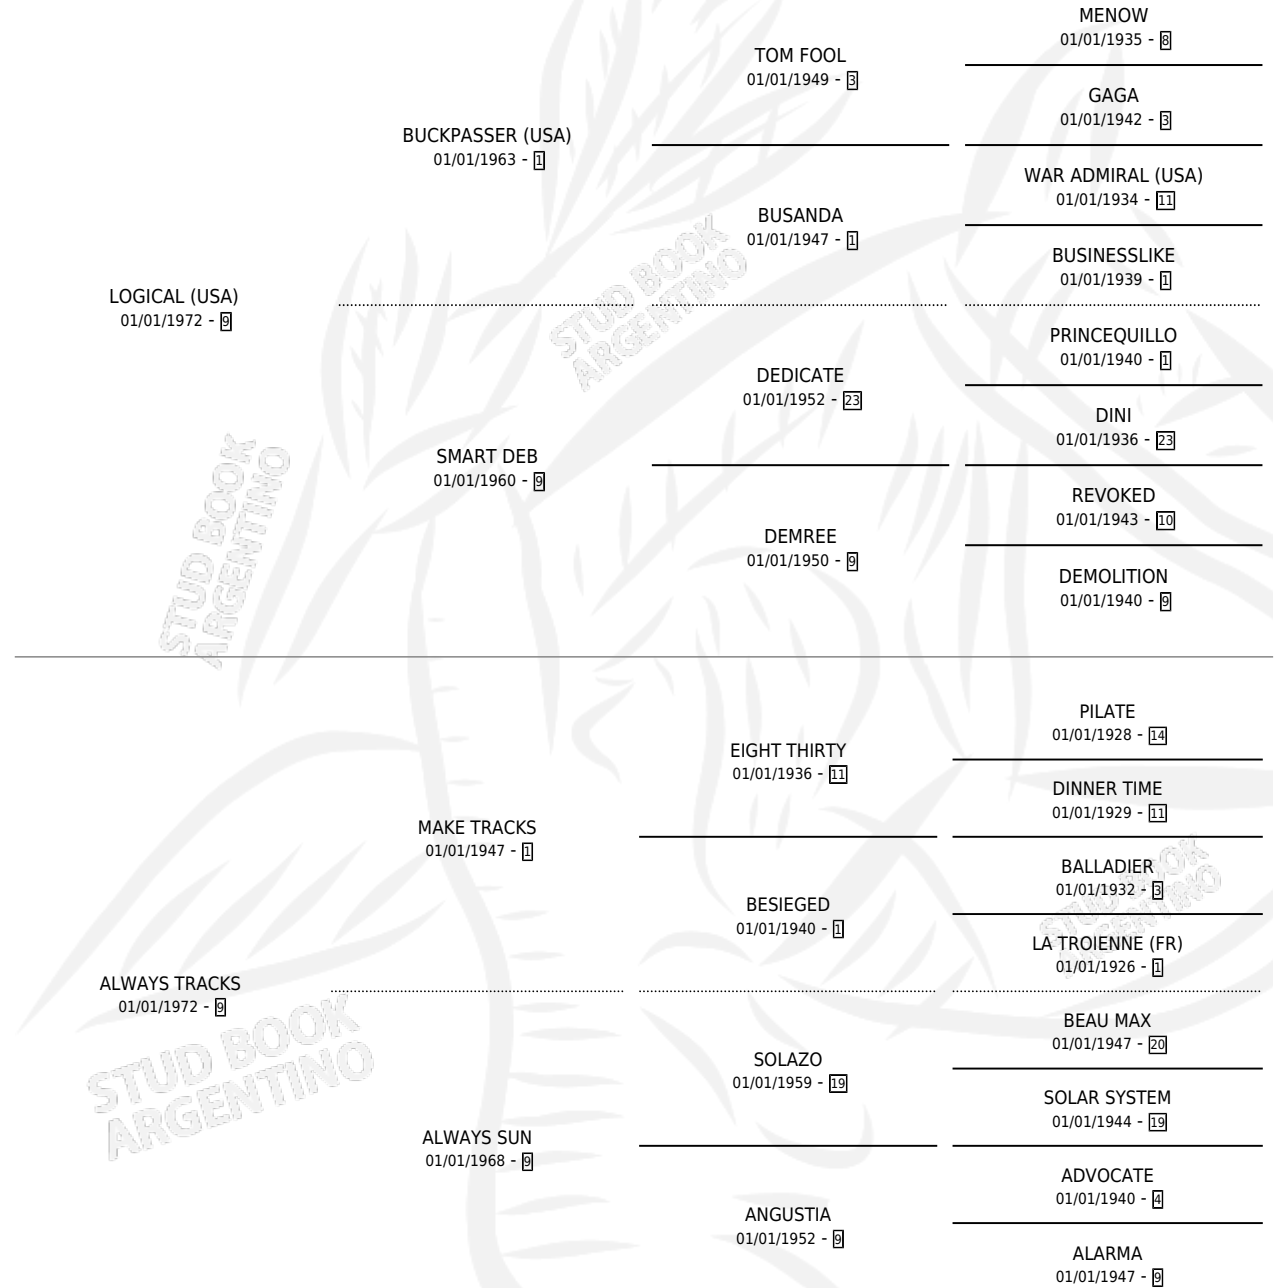 MENOW
01/01/1935 - 8
TOM FOOL
01/01/1949 - 3
GAGA
01/01/1942 - 3
BUCKPASSER (USA)
01/01/1963 - 1
WAR ADMIRAL (USA)
01/01/1934 - 11
BUSANDA
01/01/1947 - 1
BUSINESSLIKE
01/01/1939 - 1
LOGICAL (USA)
01/01/1972 - 9
PRINCEQUILLO
01/01/1940 - 1
DEDICATE
01/01/1952 - 23
DINI
01/01/1936 - 23
SMART DEB
01/01/1960 - 9
REVOKED
01/01/1943 - 10
DEMREE
01/01/1950 - 9
DEMOLITION
01/01/1940 - 9
PILATE
01/01/1928 - 14
EIGHT THIRTY
01/01/1936 - 11
DINNER TIME
01/01/1929 - 11
MAKE TRACKS
01/01/1947 - 1
BALLADIER
01/01/1932 - 3
BESIEGED
01/01/1940 - 1
LA TROIENNE (FR)
01/01/1926 - 1
ALWAYS TRACKS
01/01/1972 - 9
BEAU MAX
01/01/1947 - 20
SOLAZO
01/01/1959 - 19
SOLAR SYSTEM
01/01/1944 - 19
ALWAYS SUN
01/01/1968 - 9
ADVOCATE
01/01/1940 - 4
ANGUSTIA
01/01/1952 - 9
ALARMA
01/01/1947 - 9
STUD BOOK
ARGENTINO
STUD BOOK
ARGENTINO
STUD BOOK
ARGENTINO
STUD BOOK
ARGENTINO